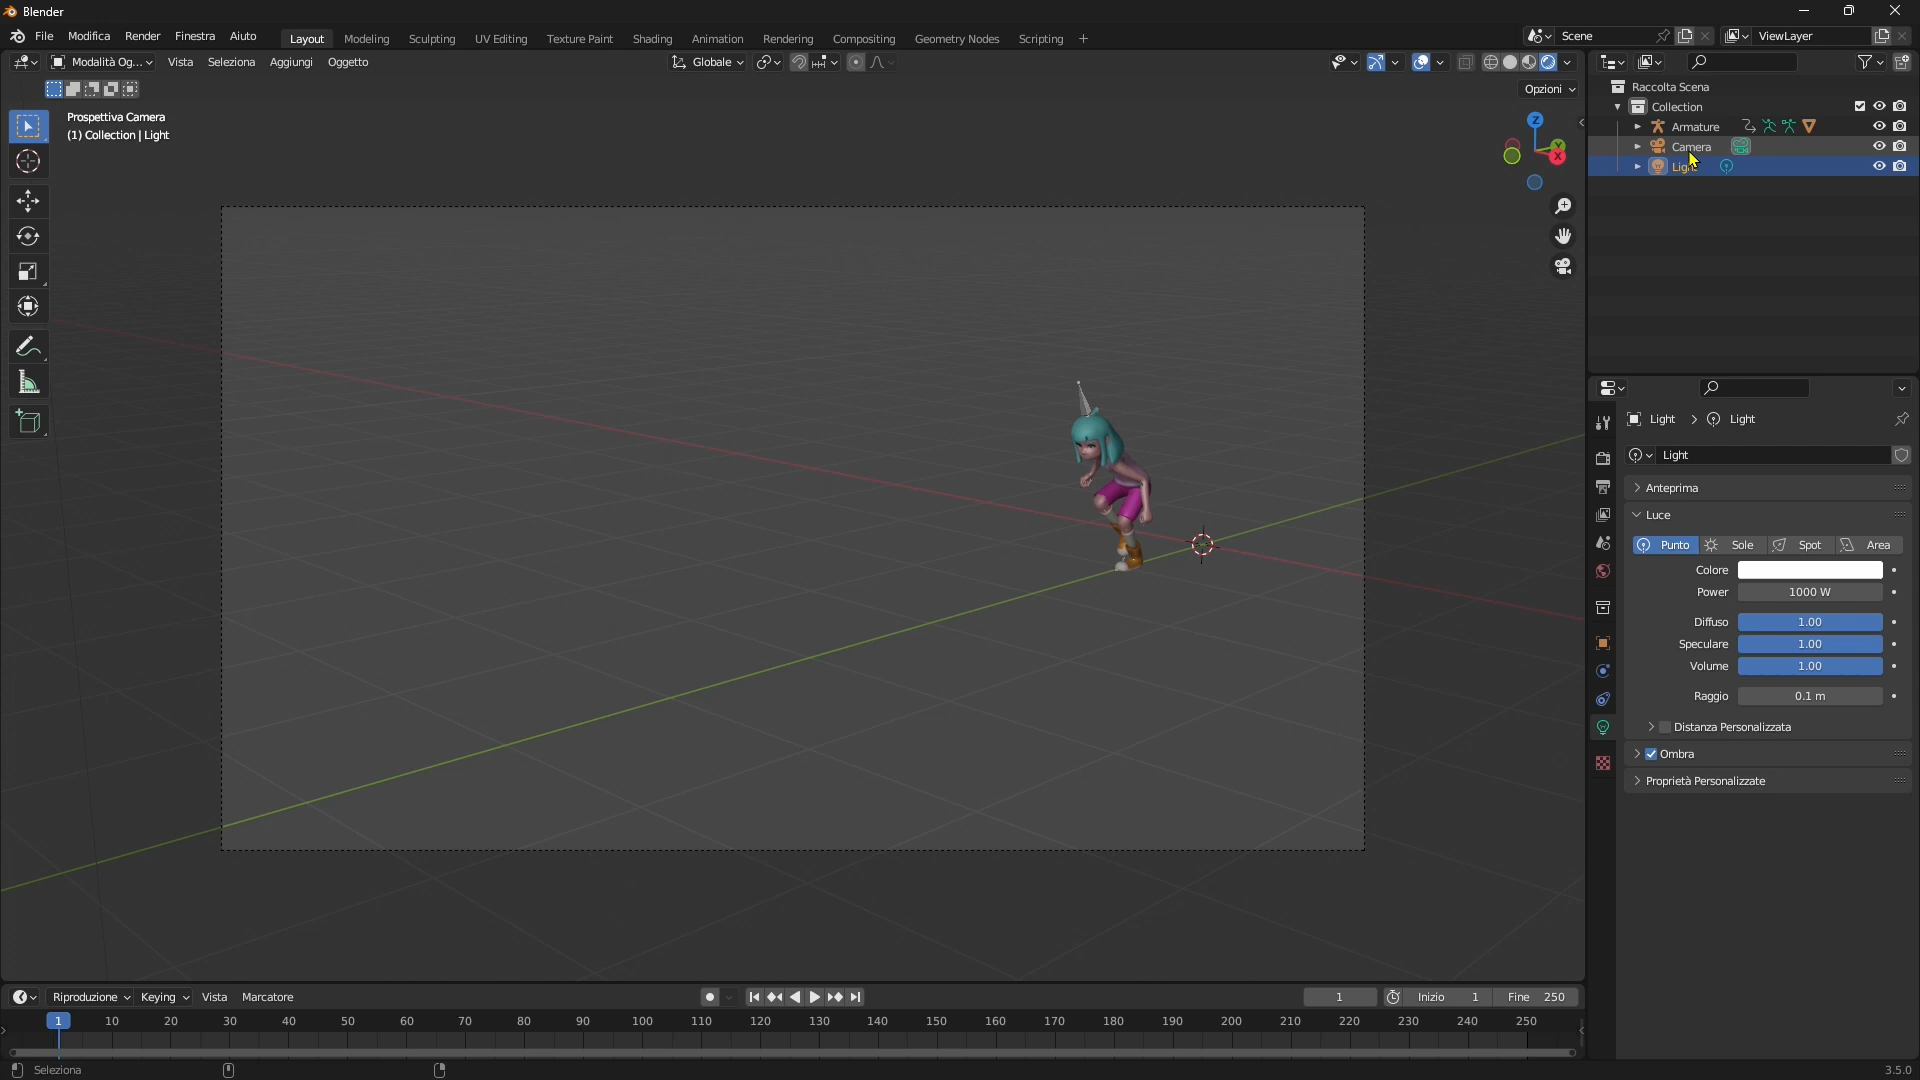 Blender
File Modifica Render Finestra Aiuto Layout Modeling Sculpting UV Editing Texture Paint Shading Animation Rendering Compositing Geometry Nodes Scripting + Scene ViewLayer
Modalità Og... Vista Seleziona Aggiungi Oggetto Globale
Opzioni
Prospettiva Camera
(1) Collection | Light
Z
Y
X
Raccolta Scena
Collection
Armature
Camera
Light
Light > Light
Light
Anteprima
Luce
Punto Sole Spot Area
Colore
Power 1000 W
Diffuso 1.00
Speculare 1.00
Volume 1.00
Raggio 0.1 m
Distanza Personalizzata
Ombra
Proprietà Personalizzate
Riproduzione Keying Vista Marcatore 1 Inizio 1 Fine 250
1 10 20 30 40 50 60 70 80 90 100 110 120 130 140 150 160 170 180 190 200 210 220 230 240 250
Seleziona 3.5.0